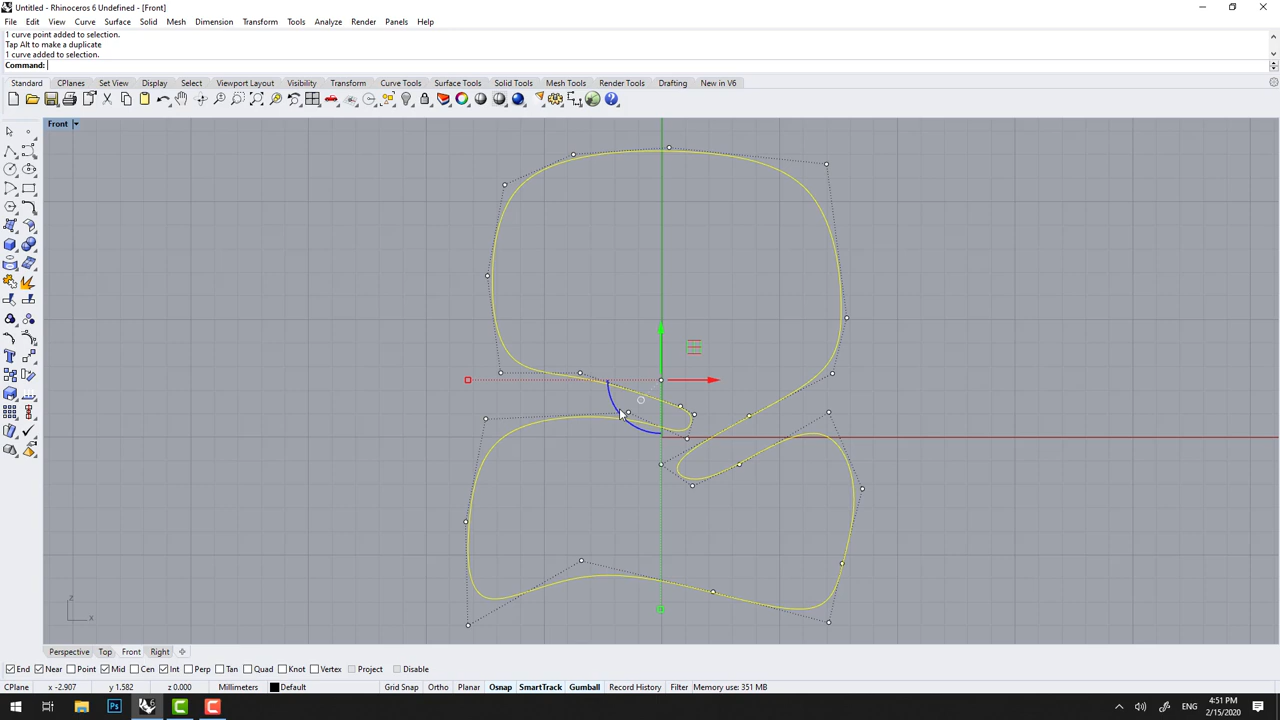 Untitled - Rhinoceros 6 Undefined - [Front]
File Edit View Curve Surface Solid Mesh Dimension Transform Tools Analyze Render Panels Help
1 curve point added to selection.
Tap Alt to make a duplicate
1 curve added to selection.
Command:
Standard CPlanes Set View Display Select Viewport Layout Visibility Transform Curve Tools Surface Tools Solid Tools Mesh Tools Render Tools Drafting New in V6
Front
z
x
Perspective Top Front Right
End Near Point Mid Cen Int Perp Tan Quad Knot Vertex Project Disable
CPlane x -2.907 y 1.582 z 0.000 Millimeters Default Grid Snap Ortho Planar Osnap SmartTrack Gumball Record History Filter Memory use: 351 MB
Ps ENG 4:51 PM
2/15/2020